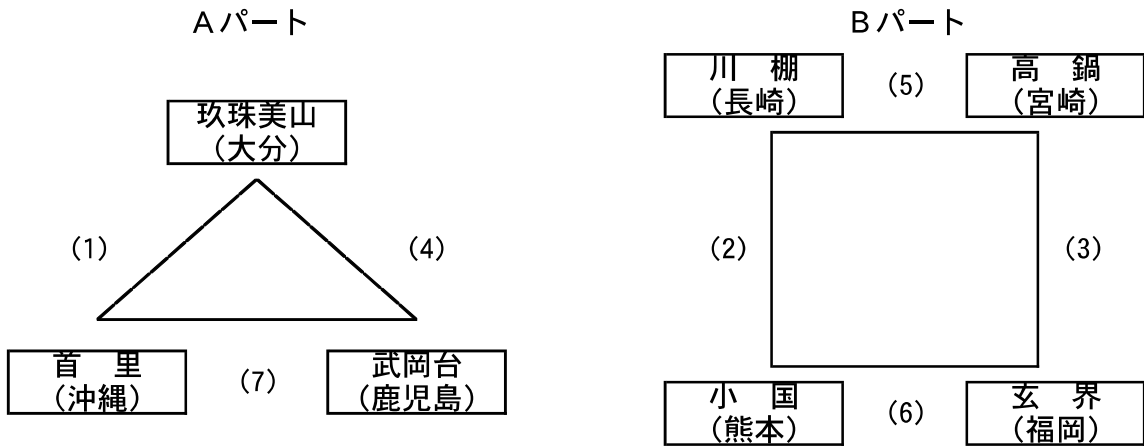 Aパート
玖珠美山
(大分)
(1)
(4)
首　里
(沖縄)
(7)
武岡台
(鹿児島)
Bパート
川　棚
(長崎)
(5)
高　鍋
(宮崎)
(2)
(3)
小　国
(熊本)
(6)
玄　界
(福岡)